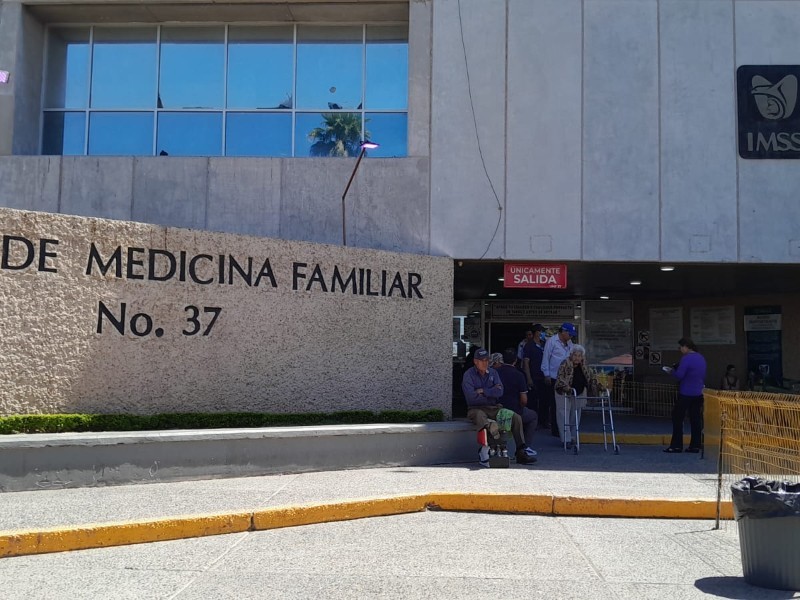 DE MEDICINA FAMILIAR
No. 37
ÚNICAMENTE
SALIDA
IMSS